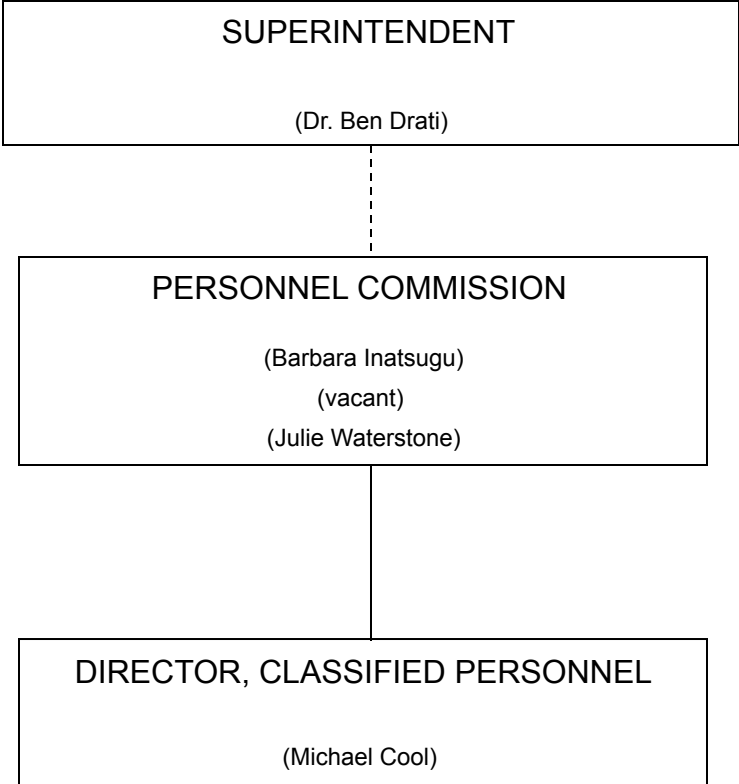 SUPERINTENDENT
(Dr. Ben Drati)
PERSONNEL COMMISSION
(Barbara Inatsugu)
(vacant)
(Julie Waterstone)
DIRECTOR, CLASSIFIED PERSONNEL
(Michael Cool)